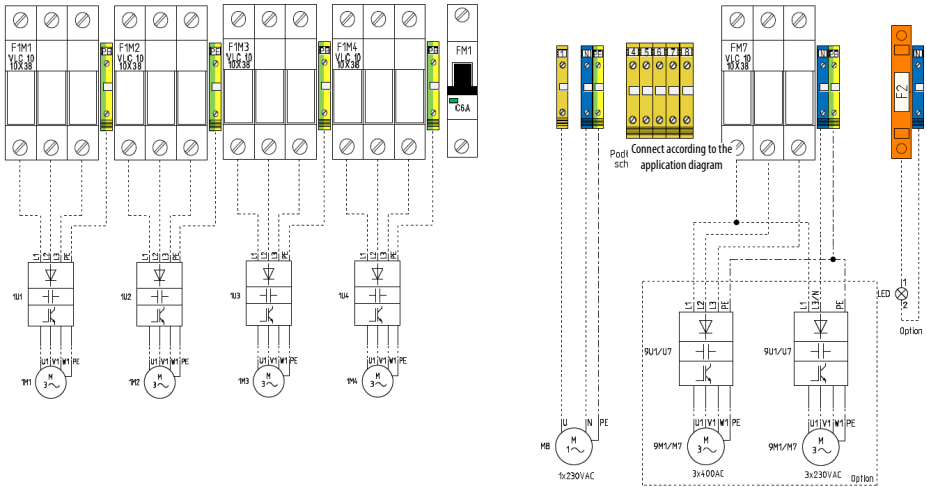 F1M1
VLC 10
10X38
PE
F1M2
VLC 10
10X38
PE
F1M3
VLC 10
10X38
PE
F1M4
VLC 10
10X38
PE
FM1
C6A
N
PE
4 5 6 7 8
FM7
VLC 10
10X38
N
PE
F2
N
Connect according to the
application diagram
Podł
sch
L1 L2 L3 PE
L1 L2 L3 PE
L1 L2 L3 PE
L1 L2 L3 PE
1U1
1U2
1U3
1U4
U1 V1 W1 PE
U1 V1 W1 PE
U1 V1 W1 PE
U1 V1 W1 PE
1M1
M
3~
1M2
M
3~
1M3
M
3~
1M4
M
3~
LED
1
2
Option
L1 L2 L3 PE
L1 L3/N PE
9U1/U7
9U1/U7
U N PE
U1 V1 W1 PE
U1 V1 W1 PE
M8
M
1~
9M1/M7
M
3~
9M1/M7
M
3~
1x230VAC
3x400AC
3x230VAC
Option